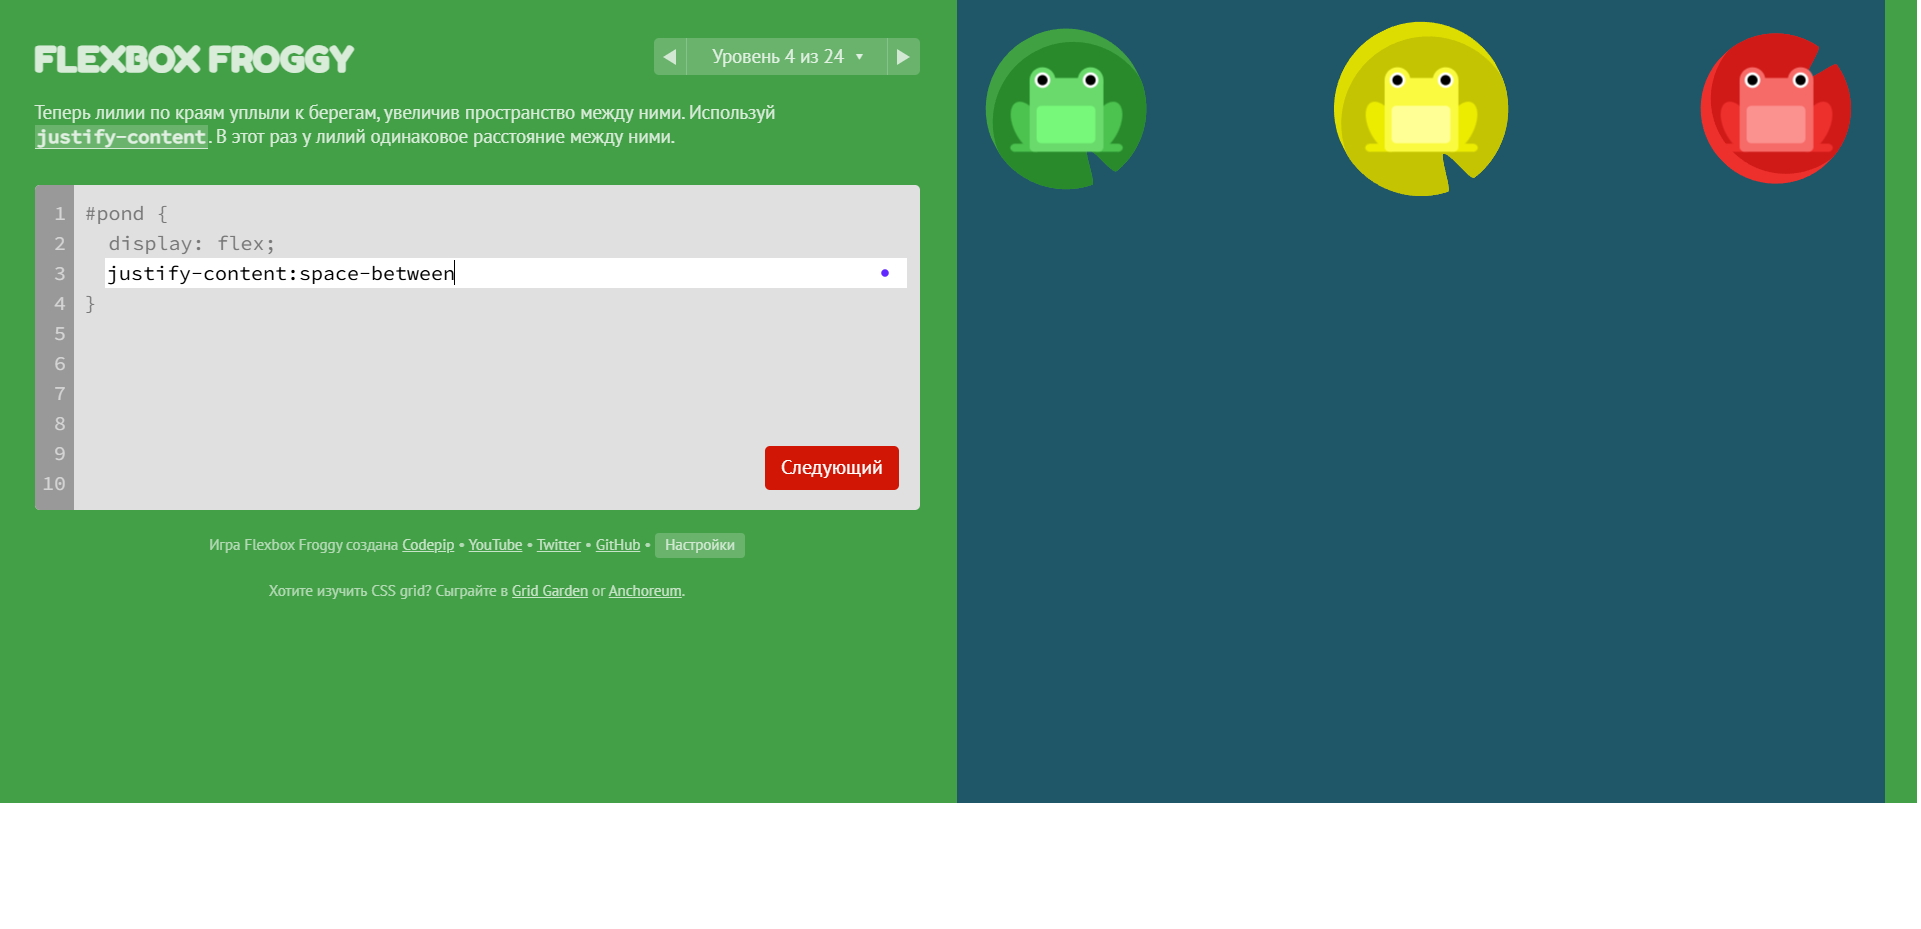 FLEXBOX FROGGY
Уровень 4 из 24
Теперь лилии по краям уплыли к берегам, увеличив пространство между ними. Используй
justify-content. В этот раз у лилий одинаковое расстояние между ними.
1 #pond {
2 display: flex;
3 justify-content:space-between
4 }
5
6
7
8
9
10
Следующий
Игра Flexbox Froggy создана Codepip • YouTube • Twitter • GitHub • Настройки
Хотите изучить CSS grid? Сыграйте в Grid Garden or Anchoreum.